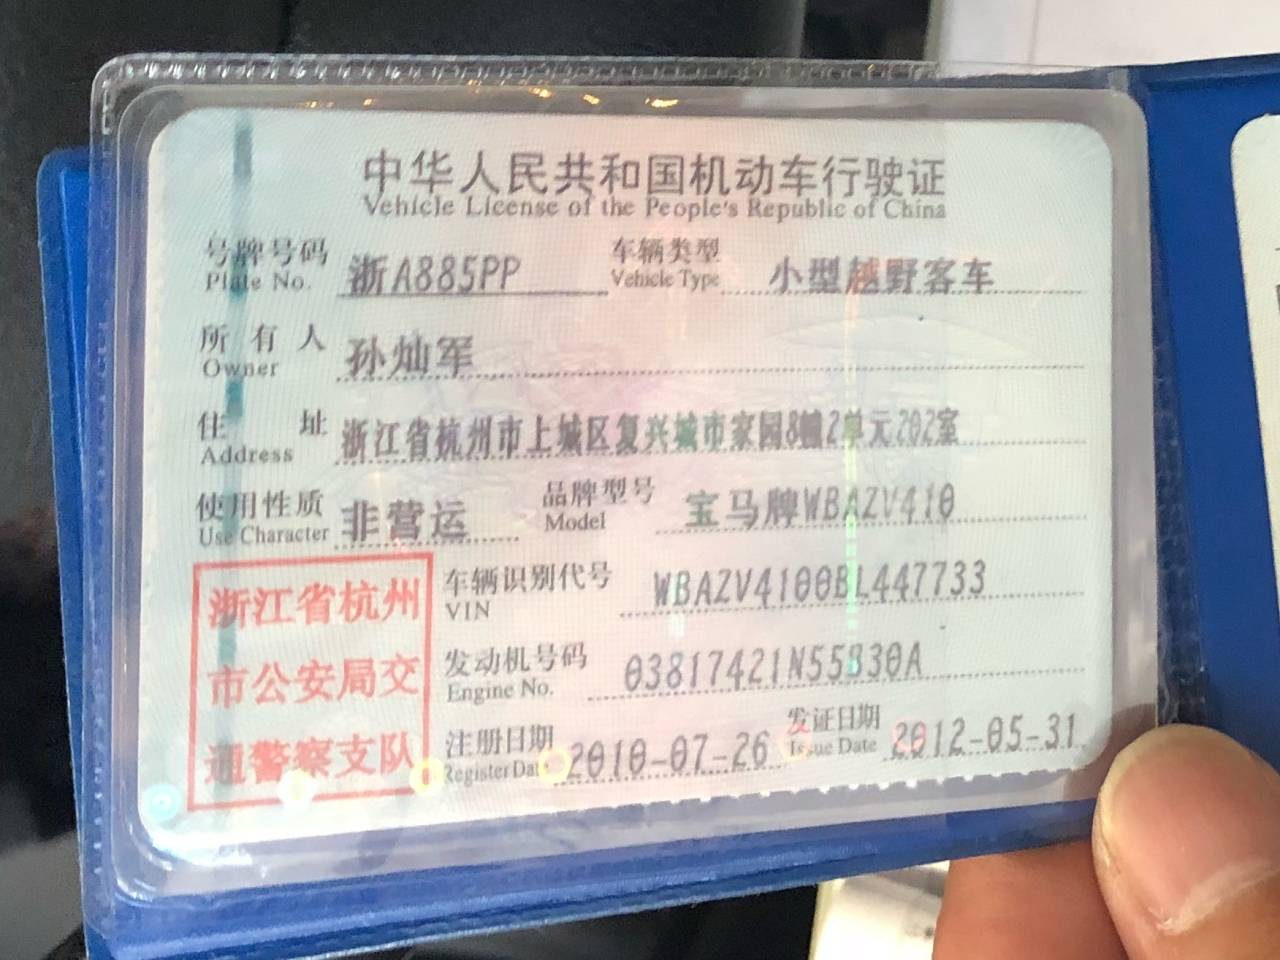 中华人民共和国机动车行驶证
Vehicle License of the People's Republic of China
号牌号码 浙A885PP 车辆类型 小型越野客车
Plate No. Vehicle Type
所有人 孙灿军
Owner
住址 浙江省杭州市上城区复兴城市家园8幢2单元202室
Address
使用性质 非营运 品牌型号 宝马牌WBAZV410
Use Character Model
浙江省杭州
市公安局交
通警察支队
车辆识别代号 WBAZV4100BL447733
VIN
发动机号码 03817421N55B30A
Engine No.
注册日期 2010-07-26 发证日期 2012-05-31
Register Date Issue Date